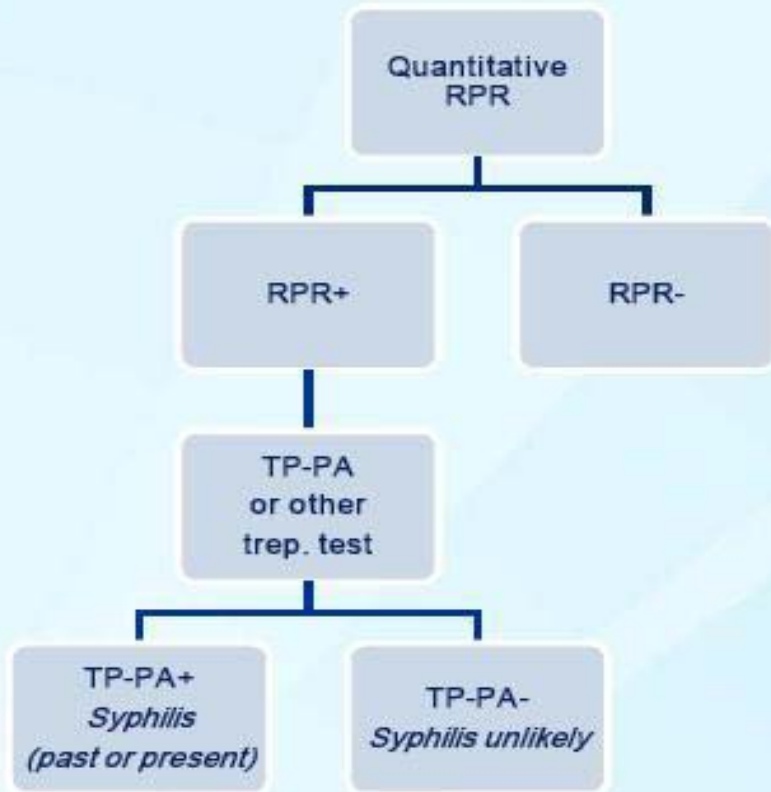 Quantitative
RPR
RPR+
RPR-
TP-PA
or other
trep. test
TP-PA+
Syphilis
(past or present)
TP-PA-
Syphilis unlikely